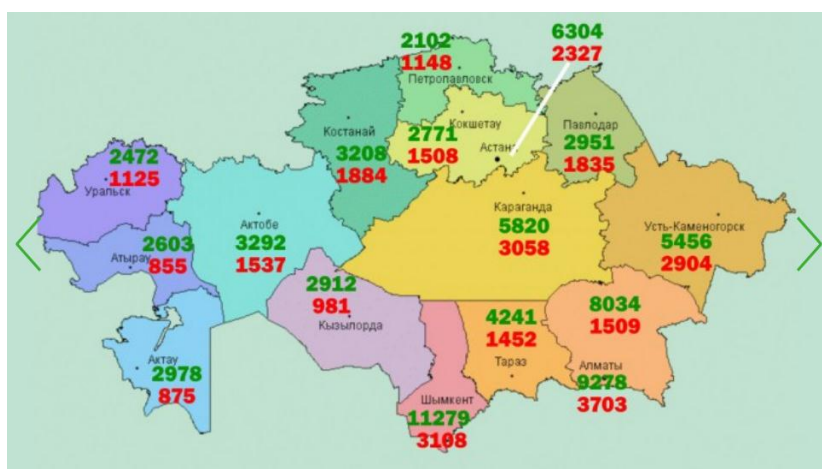 6304
2327
2102
1148
Петропавловск
Кокшетау
2771
1508
Астана
Костанай
3208
1884
Павлодар
2951
1835
2472
1125
Уральск
Актобе
3292
1537
Караганда
5820
3058
Усть-Каменогорск
5456
2904
2603
855
Атырау
2912
981
Кызылорда
4241
1452
Тараз
8034
1509
Алматы
9278
3703
Актау
2978
875
Шымкент
11279
3108